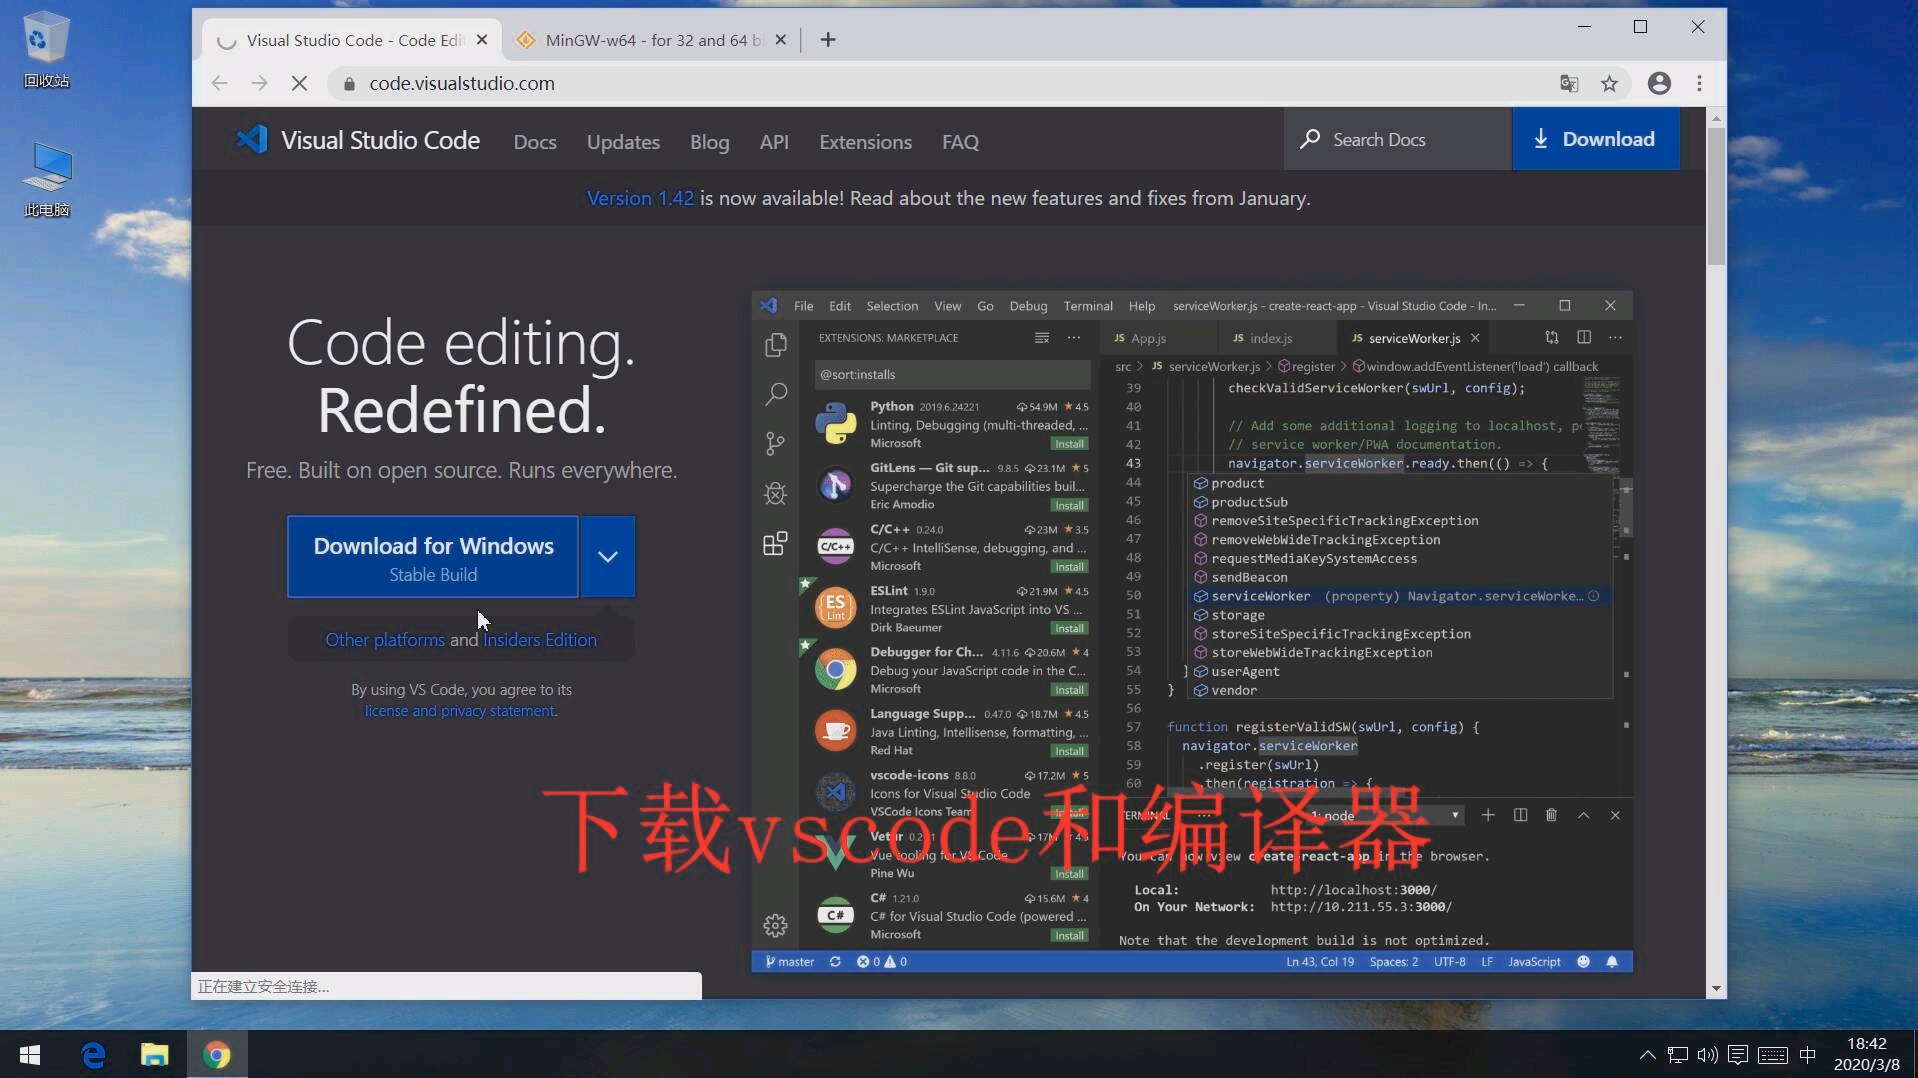 回收站
此电脑
Visual Studio Code - Code Edi
MinGW-w64 - for 32 and 64 b
code.visualstudio.com
Visual Studio Code
Docs
Updates
Blog
API
Extensions
FAQ
Search Docs
Download
Version 1.42 is now available! Read about the new features and fixes from January.
Code editing.
Redefined.
Free. Built on open source. Runs everywhere.
Download for Windows
Stable Build
Other platforms and Insiders Edition
By using VS Code, you agree to its
license and privacy statement.
File Edit Selection View Go Debug Terminal Help serviceWorker.js - create-react-app - Visual Studio Code - In...
EXTENSIONS: MARKETPLACE
@sort:installs
Python 2019.6.24221 54.9M ★ 4.5
Linting, Debugging (multi-threaded, ...
Microsoft Install
GitLens — Git sup... 9.8.5 23.1M ★ 5
Supercharge the Git capabilities buil...
Eric Amodio Install
C/C++
C/C++ 0.24.0 23M ★ 3.5
C/C++ IntelliSense, debugging, and ...
Microsoft Install
ES
Lint
ESLint 1.9.0 21.9M ★ 4.5
Integrates ESLint JavaScript into VS ...
Dirk Baeumer Install
Debugger for Ch... 4.11.6 20.6M ★ 4
Debug your JavaScript code in the C...
Microsoft Install
Language Supp... 0.47.0 18.7M ★ 4.5
Java Linting, Intellisense, formatting, ...
Red Hat Install
vscode-icons 8.8.0 17.2M ★ 5
Icons for Visual Studio Code
VSCode Icons Team Install
Vetur 17M
Vue tooling for VS Code
Pine Wu Install
C#
C# 1.21.0 15.6M ★ 4
C# for Visual Studio Code (powered ...
Microsoft Install
JS App.js
JS index.js
JS serviceWorker.js
src > JS serviceWorker.js > register > window.addEventListener('load') callback
39 checkValidServiceWorker(swUrl, config);
40
41 // Add some additional logging to localhost, p
42 // service worker/PWA documentation.
43 navigator.serviceWorker.ready.then(() => {
44 product
45 productSub
46 removeSiteSpecificTrackingException
47 removeWebWideTrackingException
48 requestMediaKeySystemAccess
49 sendBeacon
50 serviceWorker (property) Navigator.serviceWorke...
51 storage
52 storeSiteSpecificTrackingException
53 storeWebWideTrackingException
54 } userAgent
55 } vendor
56
57 function registerValidSW(swUrl, config) {
58 navigator.serviceWorker
59 .register(swUrl)
60 .then(registration => {
TERMINAL ... 1: node
You can now view create-react-app in the browser.
Local: http://localhost:3000/
On Your Network: http://10.211.55.3:3000/
Note that the development build is not optimized.
master 0 0
Ln 43, Col 19 Spaces: 2 UTF-8 LF JavaScript
下载vscode和编译器
正在建立安全连接...
中
18:42
2020/3/8